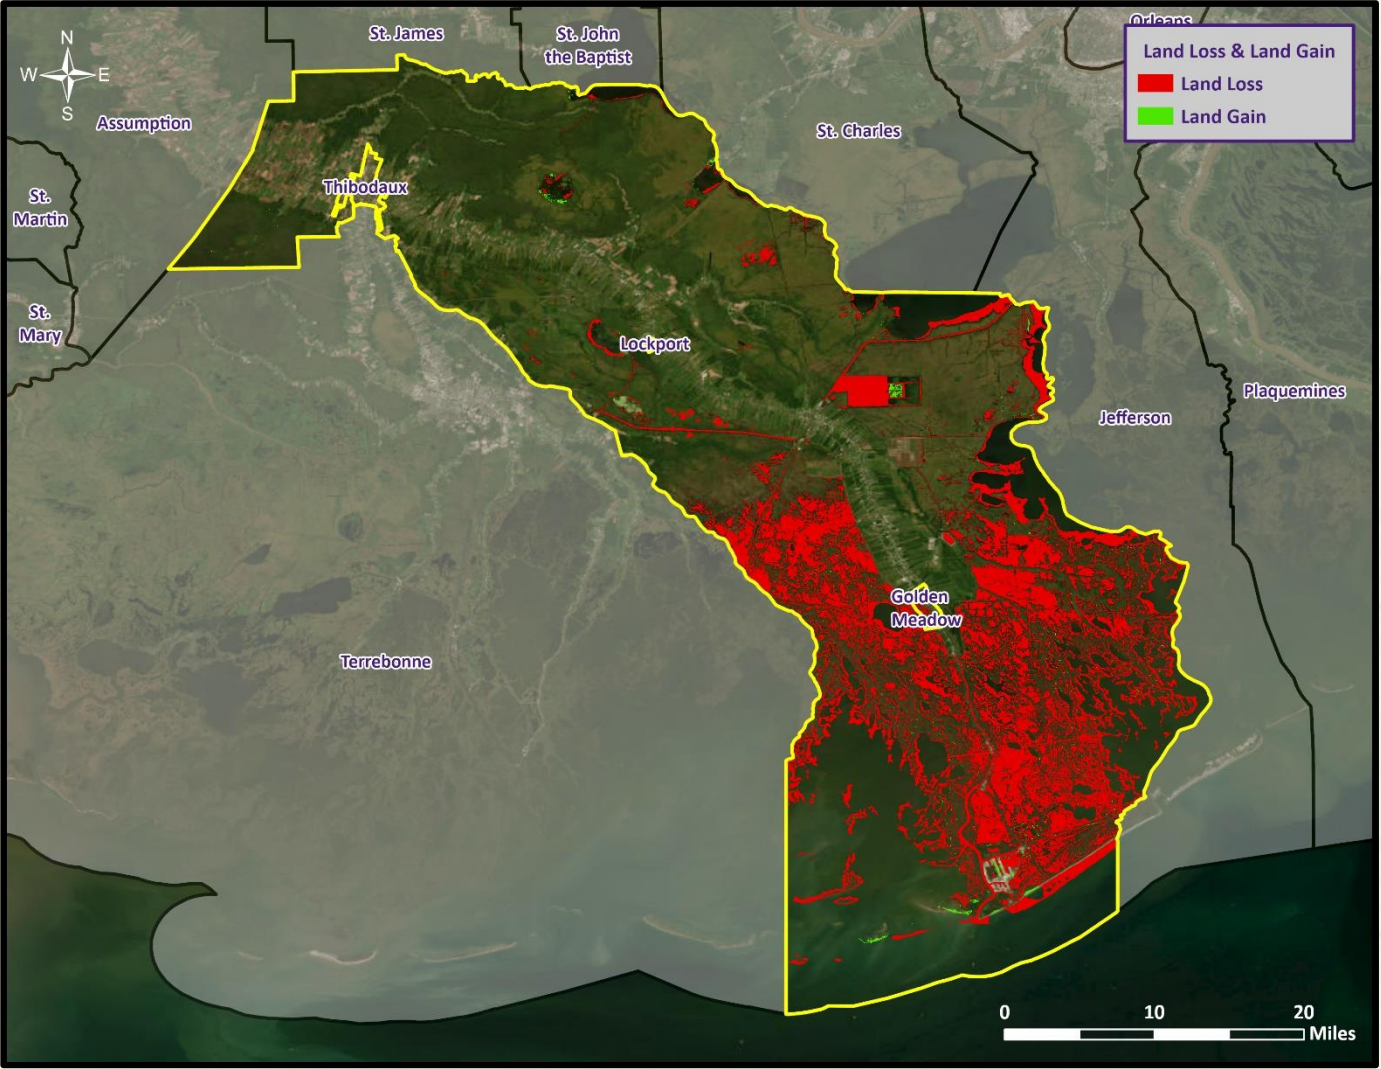 N
W E
S
St. James
St. John
the Baptist
Orleans
Land Loss & Land Gain
Land Loss
Land Gain
Assumption
St. Charles
Thibodaux
St.
Martin
St.
Mary
Lockport
Plaquemines
Jefferson
Golden
Meadow
Terrebonne
0 10 20
Miles